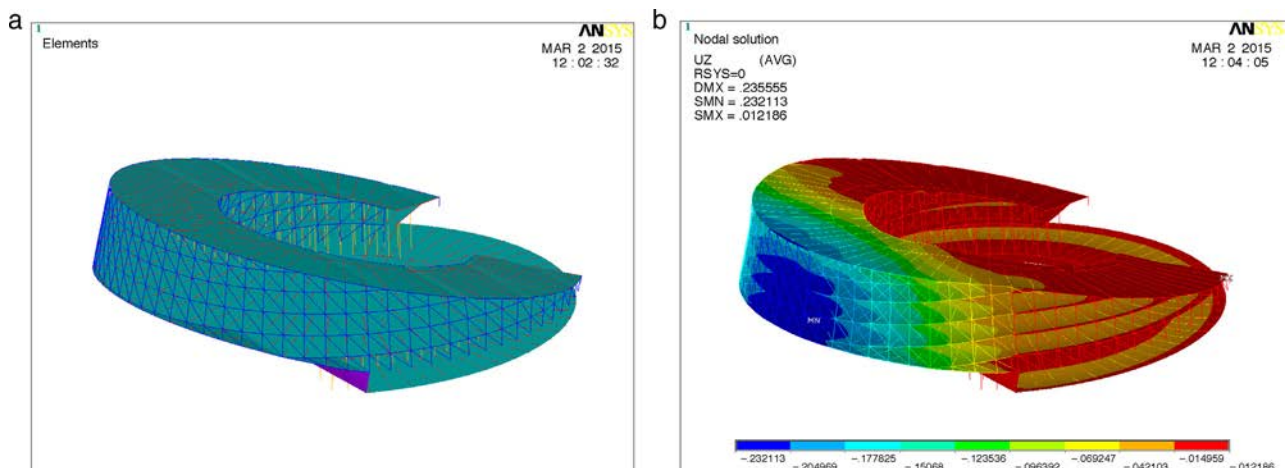 a
1
Elements
ANSYS
MAR 2 2015
12 : 02 : 32
b
1
Nodal solution
UZ (AVG)
RSYS=0
DMX = .235555
SMN = .232113
SMX = .012186
ANSYS
MAR 2 2015
12 : 04 : 05
MN
−.232113 −.177825 −.123536 −.069247 −.014959
−.204969 −.15068 −.096392 −.042103 −.012186